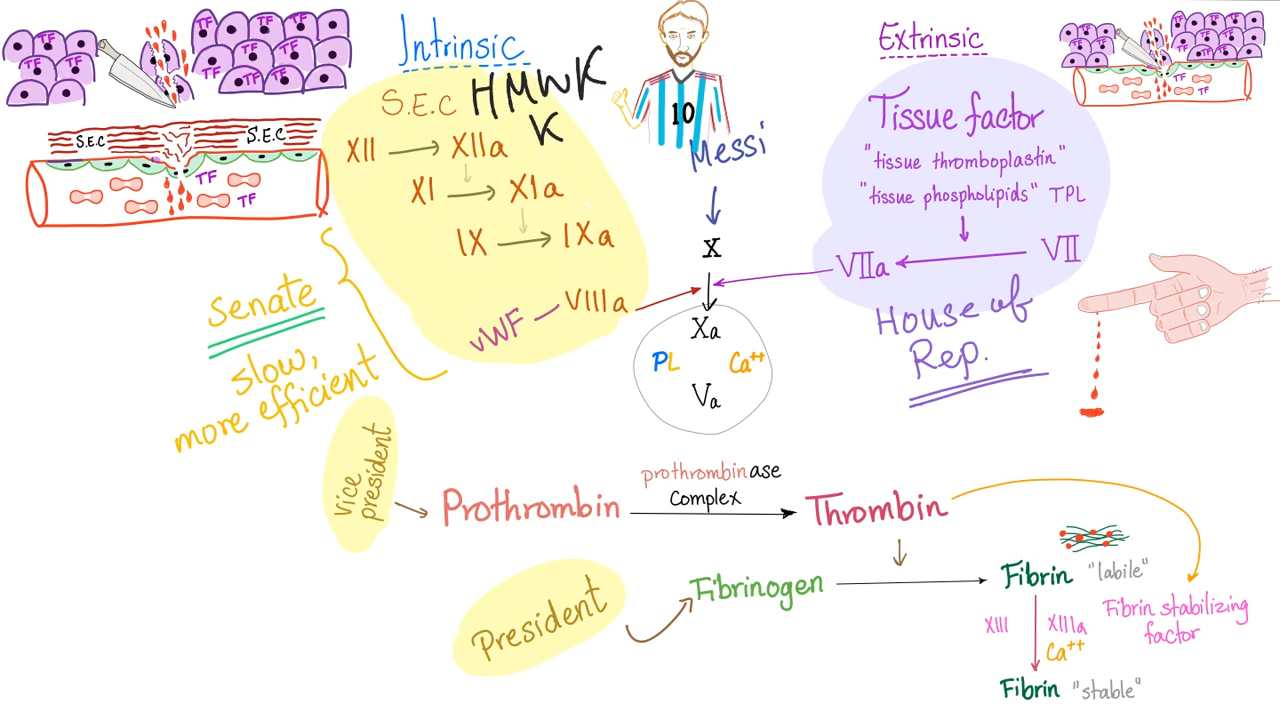 TF TF TF
TF TF
TF TF
S.E.C S.E.C
TF
TF
Intrinsic
S.E.C HMWK
K
XII XIIa
XI XIa
IX IXa
vWF VIIIa
Senate
slow,
more efficient
10
Messi
X
Xa
PL Ca++
Va
Extrinsic
Tissue factor
"tissue thromboplastin"
"tissue phospholipids" TPL
VIIa VII
House of
Rep.
TF TF TF
TF TF
TF
TF
TF
vice
president
Prothrombin
prothrombinase
Complex
Thrombin
President
Fibrinogen
Fibrin "labile"
XIII XIIIa
Ca++
Fibrin stabilizing
factor
Fibrin "stable"